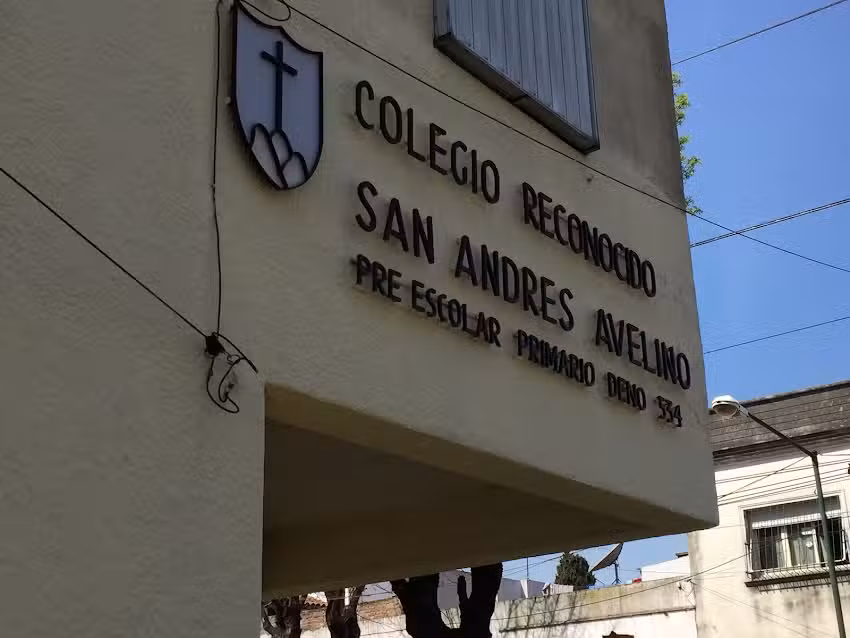 COLEGIO RECONOCIDO
SAN ANDRES AVELINO
PRE ESCOLAR PRIMARIO DENO 334